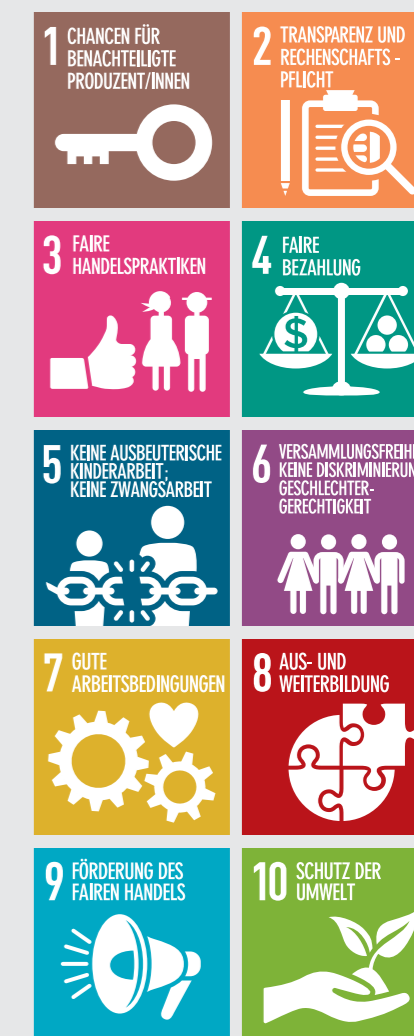 1 CHANCEN FÜR
BENACHTEILIGTE
PRODUZENT/INNEN
2 TRANSPARENZ UND
RECHENSCHAFTS -
PFLICHT
3 FAIRE
HANDELSPRAKTIKEN
4 FAIRE
BEZAHLUNG
$
5 KEINE AUSBEUTERISCHE
KINDERARBEIT;
KEINE ZWANGSARBEIT
6 VERSAMMLUNGSFREIHE
KEINE DISKRIMINIERUN
GESCHLECHTER-
GERECHTIGKEIT
7 GUTE
ARBEITSBEDINGUNGEN
8 AUS- UND
WEITERBILDUNG
9 FÖRDERUNG DES
FAIREN HANDELS
10 SCHUTZ DER
UMWELT